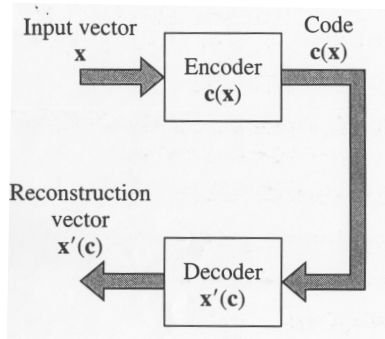 Input vector
x
Encoder
c(x)
Code
c(x)
Reconstruction
vector
x′(c)
Decoder
x′(c)